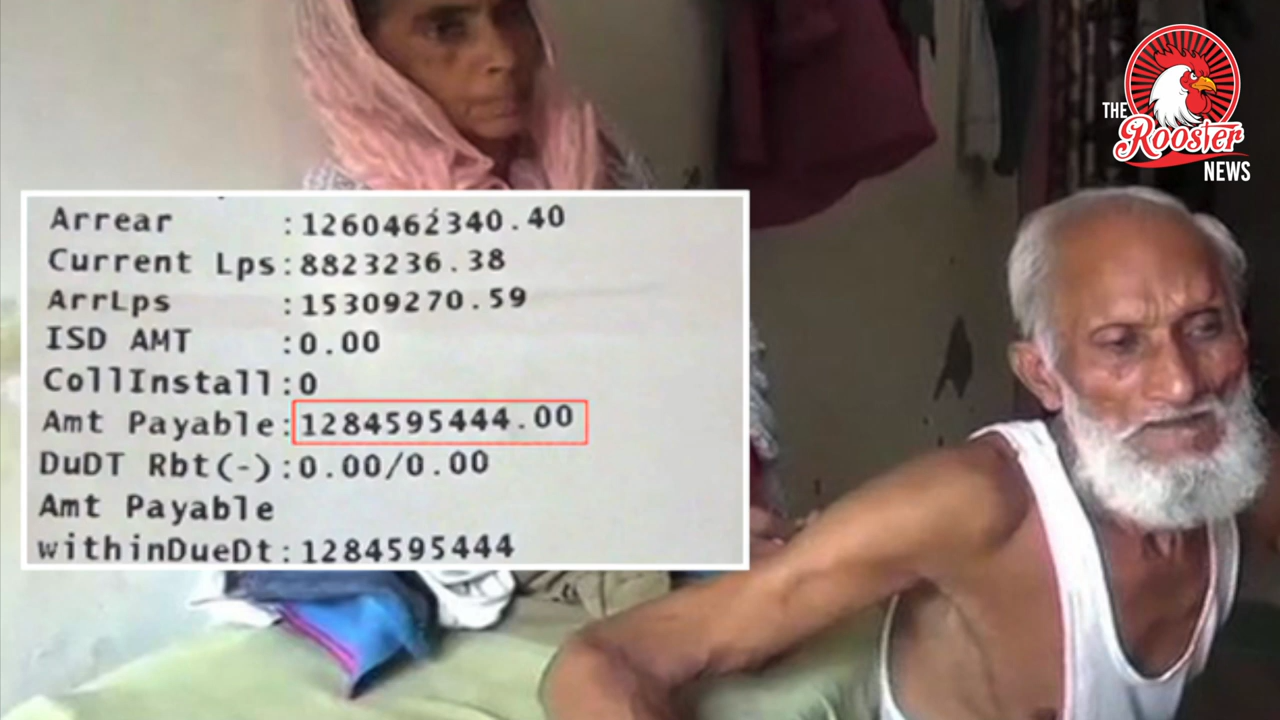 THE
Rooster
NEWS
Arrear :1260462340.40
Current Lps:8823236.38
ArrLps :15309270.59
ISD AMT :0.00
CollInstall:0
Amt Payable:1284595444.00
DuDT Rbt(-):0.00/0.00
Amt Payable
withinDueDt:1284595444